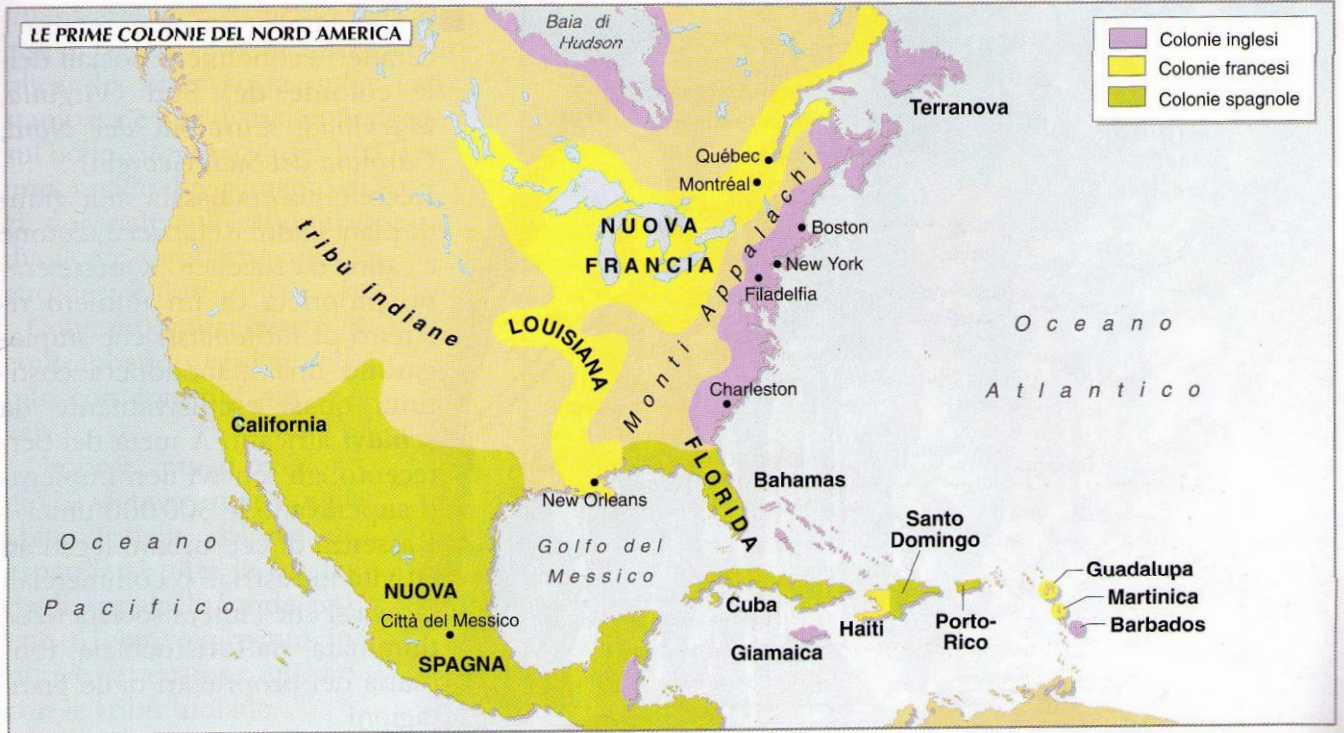 LE PRIME COLONIE DEL NORD AMERICA
Baia di
Hudson
Colonie inglesi
Colonie francesi
Colonie spagnole
Terranova
Québec
Montréal
NUOVA
FRANCIA
Boston
New York
Filadelfia
tribù indiane
LOUISIANA
Monti Appalachi
Oceano
Atlantico
Charleston
California
FLORIDA
New Orleans
Bahamas
Oceano
Pacifico
Golfo del
Messico
Santo
Domingo
NUOVA
Città del Messico
SPAGNA
Cuba
Giamaica
Haiti
Porto-
Rico
Guadalupa
Martinica
Barbados